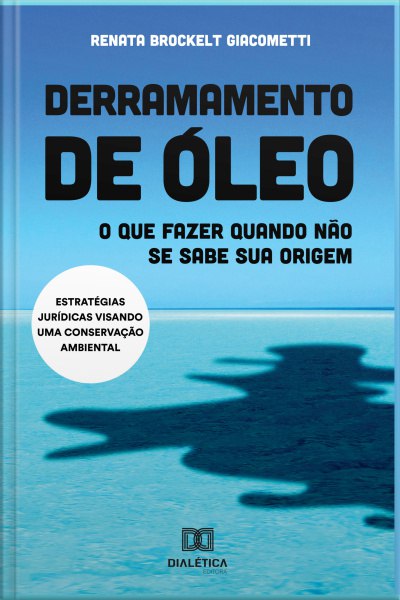 RENATA BROCKELT GIACOMETTI
DERRAMAMENTO
DE ÓLEO
O QUE FAZER QUANDO NÃO
SE SABE SUA ORIGEM
ESTRATÉGIAS
JURÍDICAS VISANDO
UMA CONSERVAÇÃO
AMBIENTAL
DIALÉTICA
EDITORA